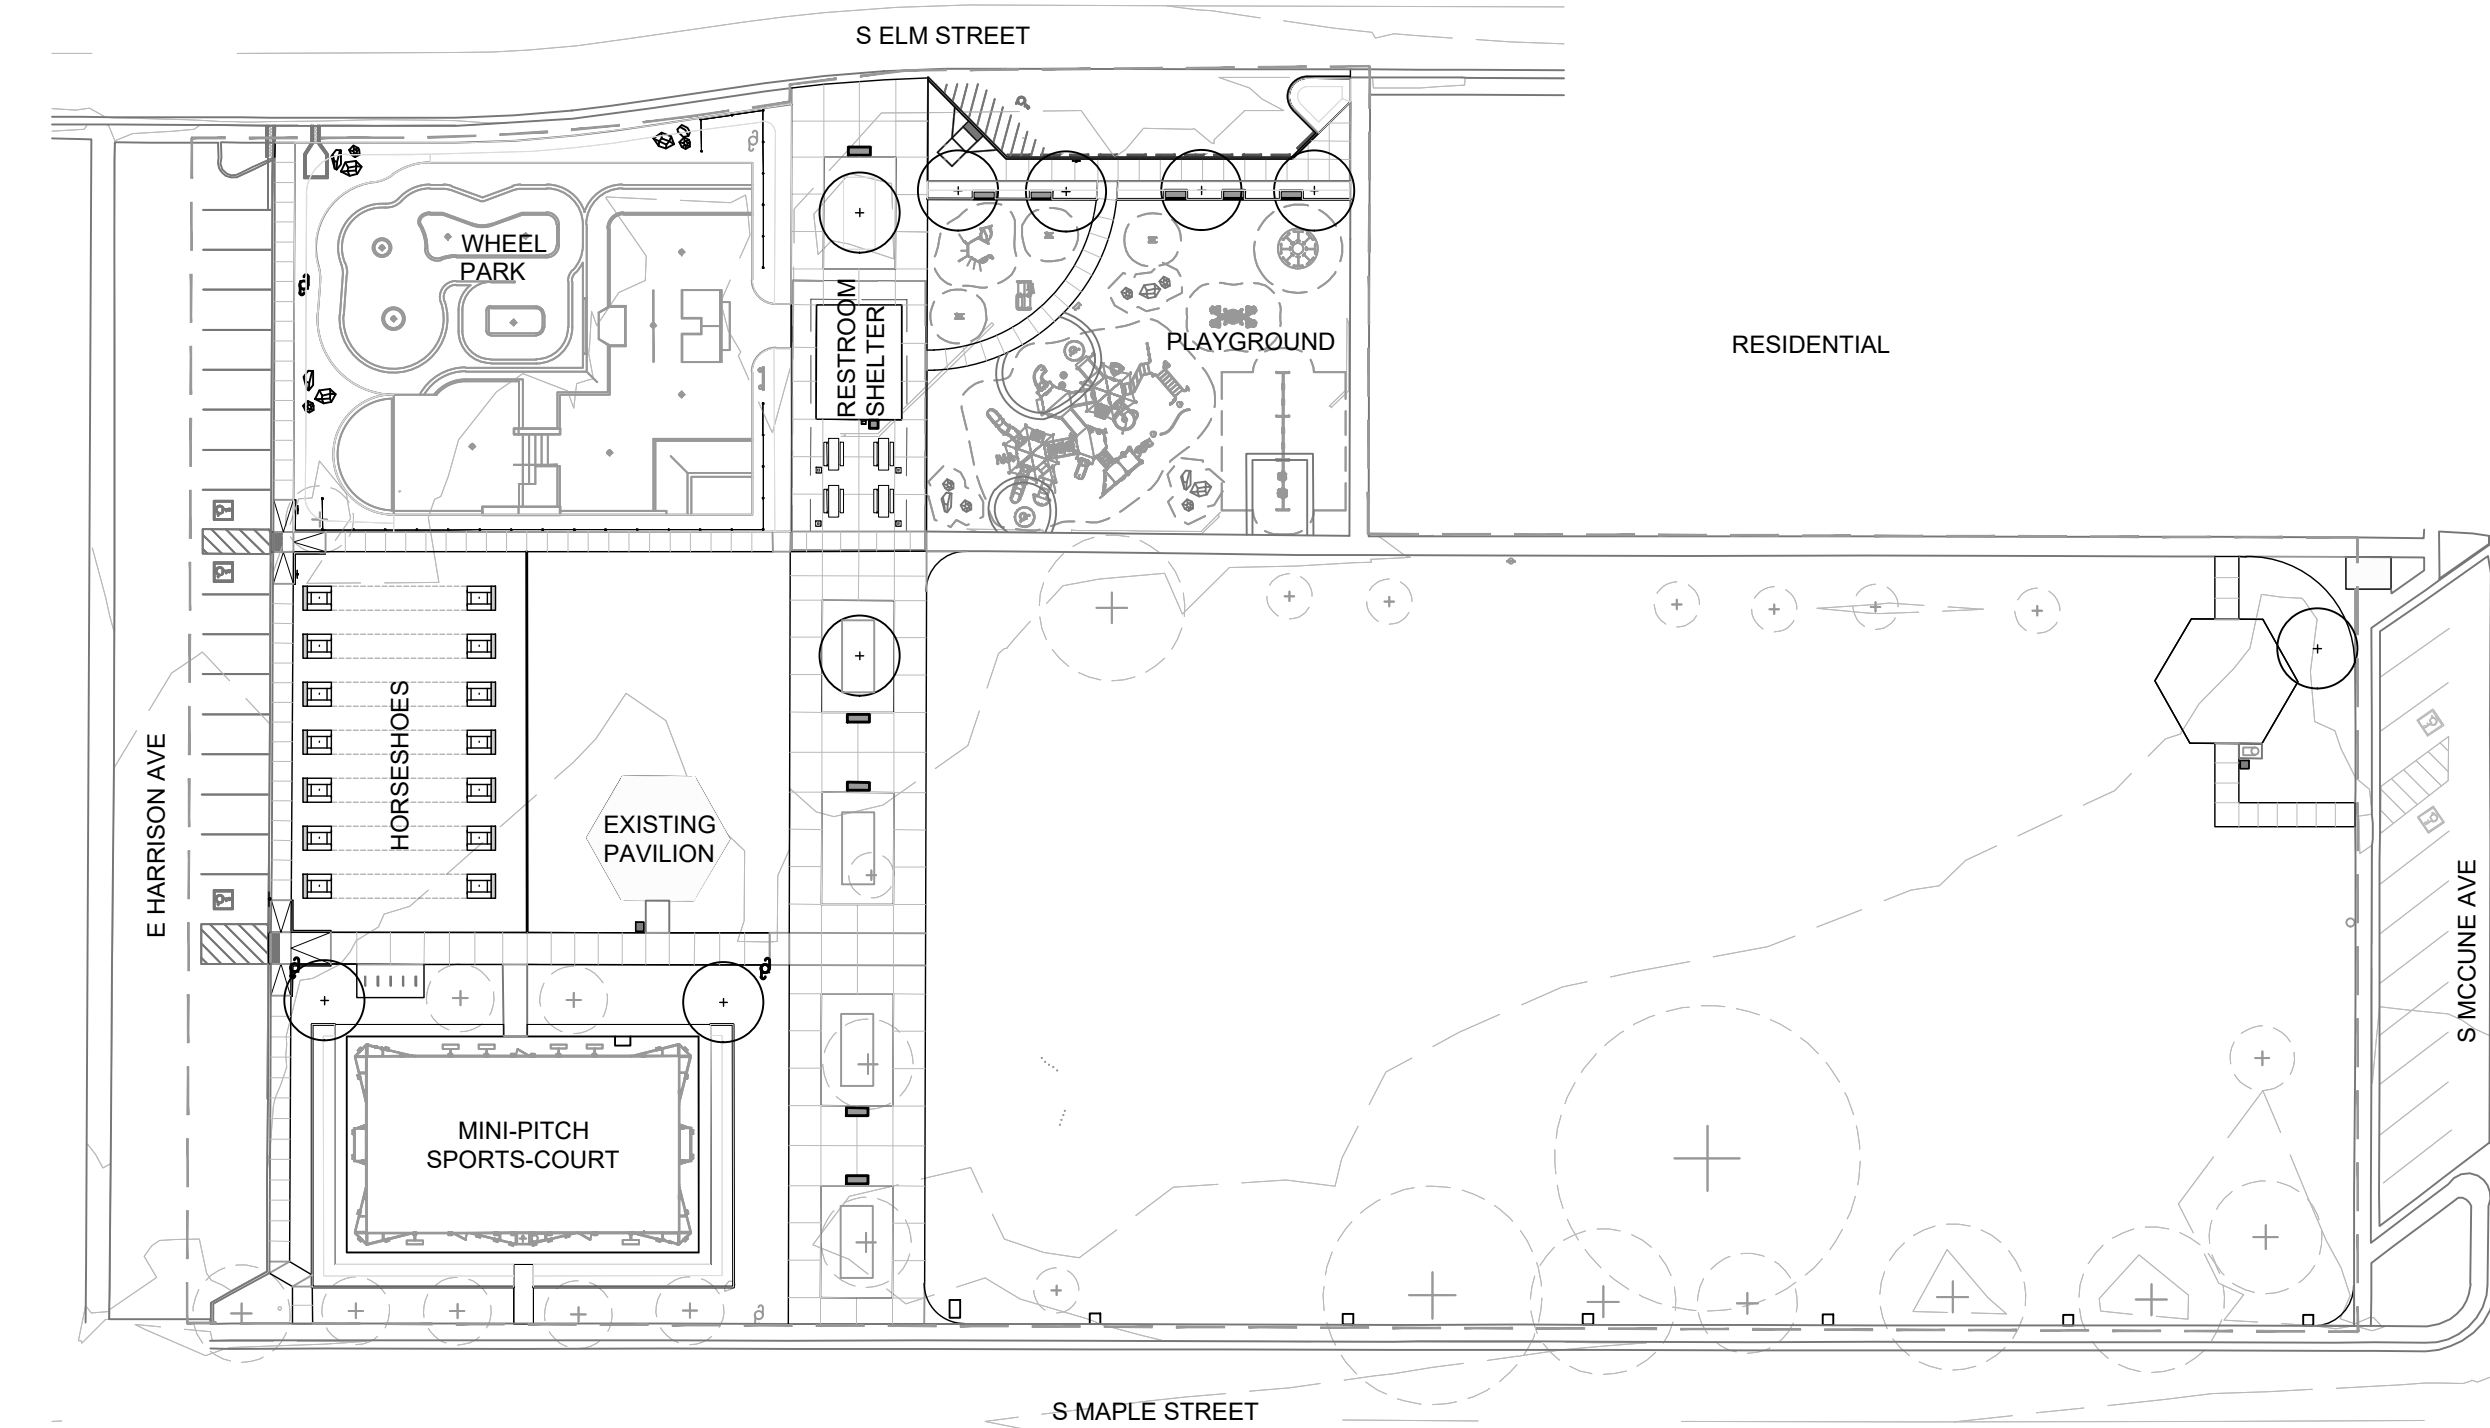 S ELM STREET
WHEEL
PARK
RESTROOM
SHELTER
PLAYGROUND
RESIDENTIAL
HORSESHOES
E HARRISON AVE
EXISTING
PAVILION
S MCCUNE AVE
MINI-PITCH
SPORTS-COURT
S MAPLE STREET